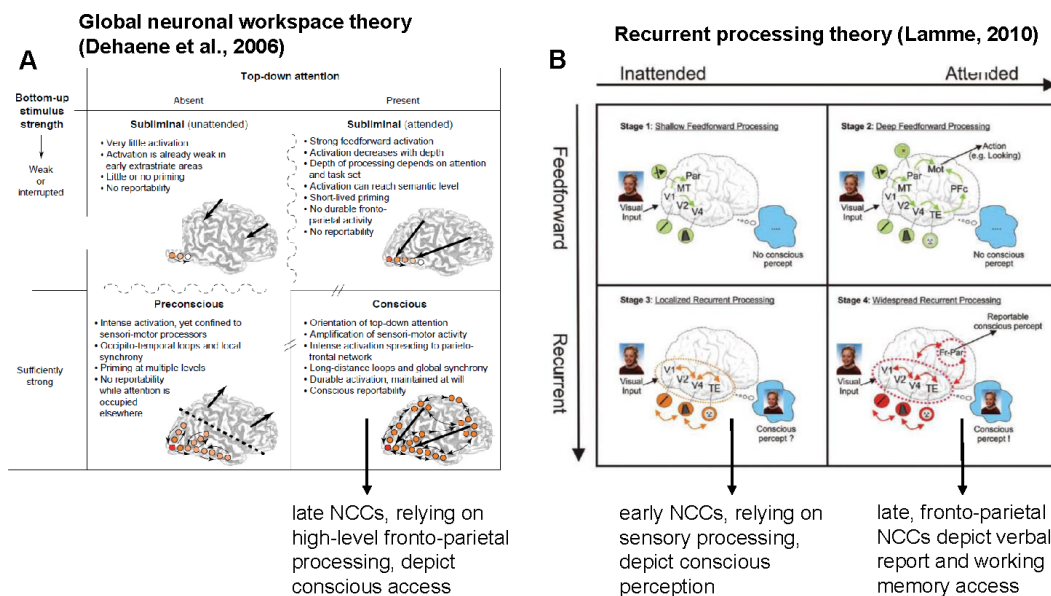 Global neuronal workspace theory
(Dehaene et al., 2006)
A
Top-down attention
Bottom-up
stimulus
strength
Absent
Present
Weak
or
interrupted
Subliminal (unattended)
• Very little activation
• Activation is already weak in
early extrastriate areas
• Little or no priming
• No reportability
Subliminal (attended)
• Strong feedforward activation
• Activation decreases with depth
• Depth of processing depends on attention
and task set
• Activation can reach semantic level
• Short-lived priming
• No durable fronto-
parietal activity
• No reportability
Sufficiently
strong
Preconscious
• Intense activation, yet confined to
sensori-motor processors
• Occipito-temporal loops and local
synchrony
• Priming at multiple levels
• No reportability
while attention is
occupied
elsewhere
Conscious
• Orientation of top-down attention
• Amplification of sensori-motor activity
• Intense activation spreading to parieto-
frontal network
• Long-distance loops and global synchrony
• Durable activation, maintained at will
• Conscious reportability
late NCCs, relying on
high-level fronto-parietal
processing, depict
conscious access
Recurrent processing theory (Lamme, 2010)
B
Inattended
Attended
Feedforward
Recurrent
Stage 1: Shallow Feedforward Processing
Par
MT
V1
V2
V4
Visual
Input
....
No conscious
percept
Stage 2: Deep Feedforward Processing
Action
(e.g. Looking)
Mot
Par
MT
PFc
V1
V2
V4
TE
Visual
Input
....
No conscious
percept
Stage 3: Localized Recurrent Processing
V1
V2
V4
TE
Visual
Input
Conscious
percept ?
Stage 4: Widespread Recurrent Processing
Reportable
conscious percept
Fr-Par
V1
V2
V4
TE
Visual
Input
Conscious
percept !
early NCCs, relying on
sensory processing,
depict conscious
perception
late, fronto-parietal
NCCs depict verbal
report and working
memory access